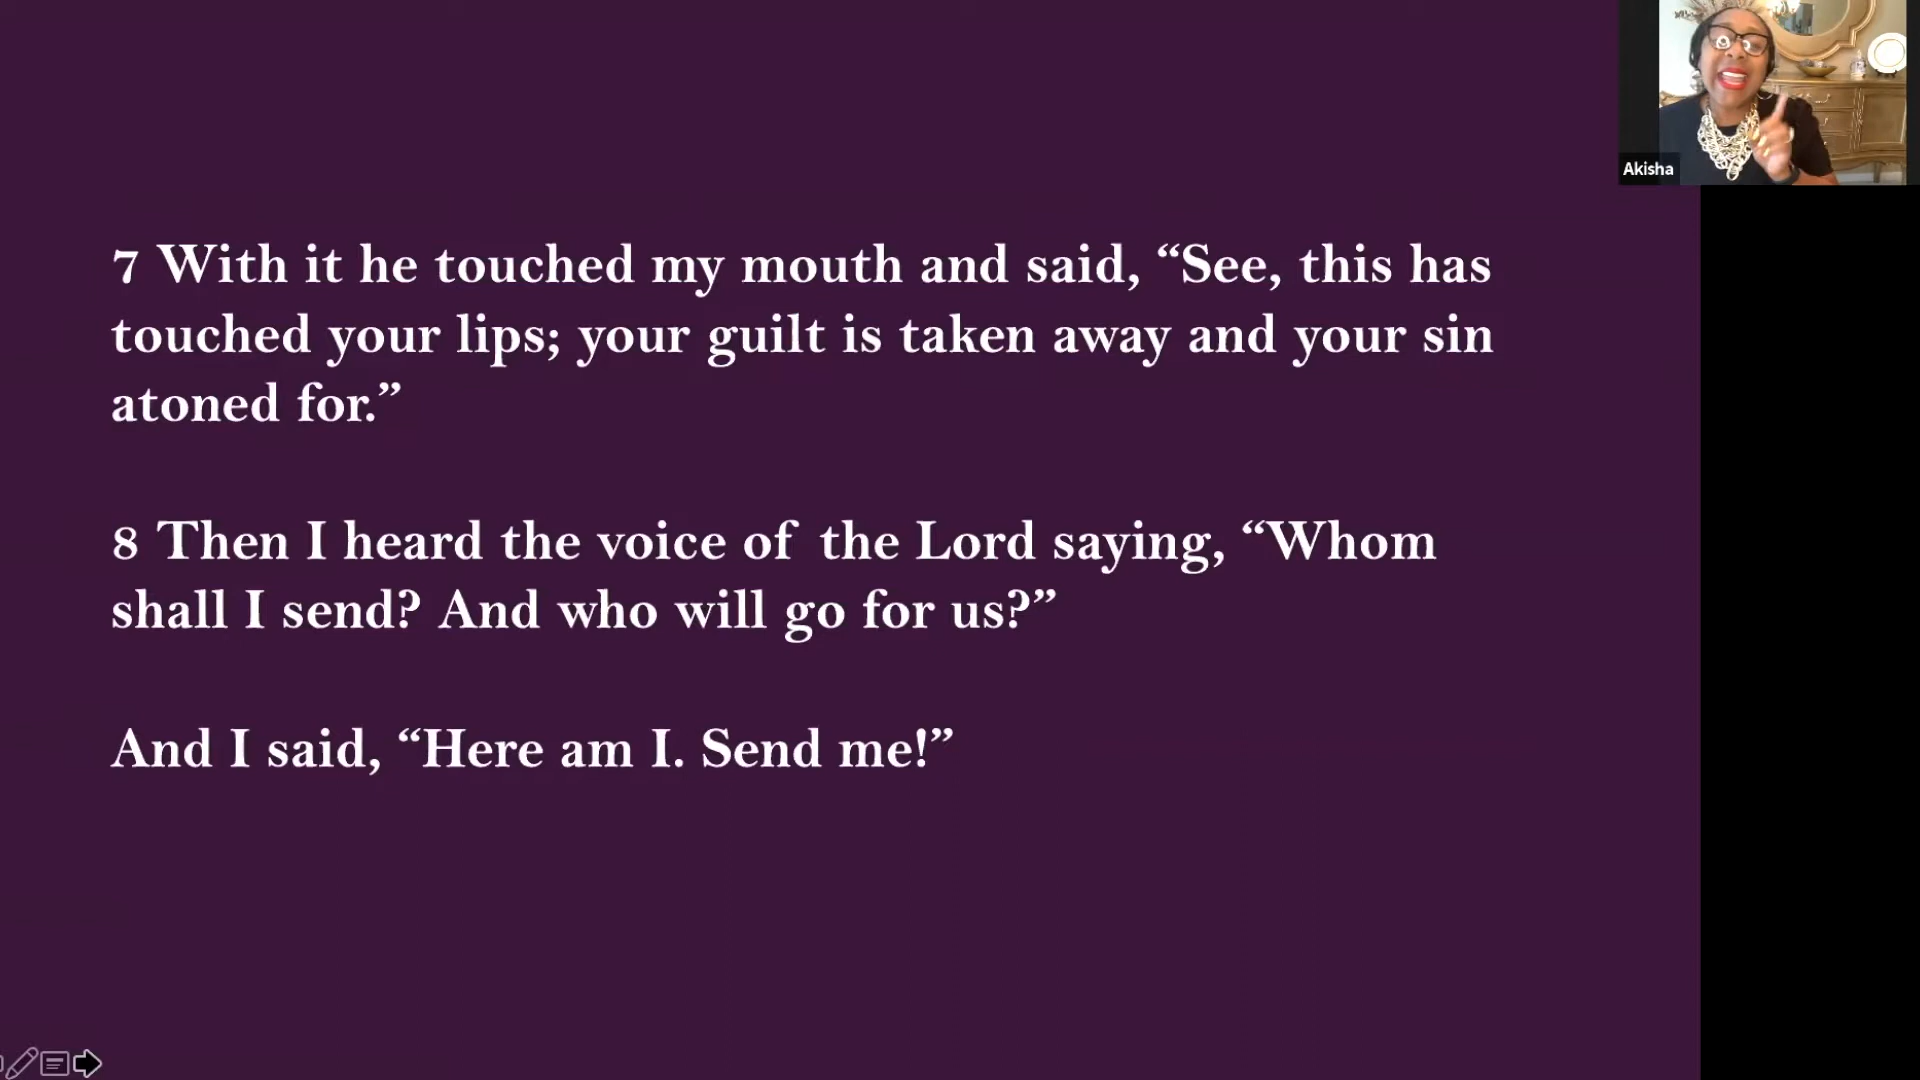 Akisha
7 With it he touched my mouth and said, “See, this has
touched your lips; your guilt is taken away and your sin
atoned for.”
8 Then I heard the voice of the Lord saying, “Whom
shall I send? And who will go for us?”
And I said, “Here am I. Send me!”